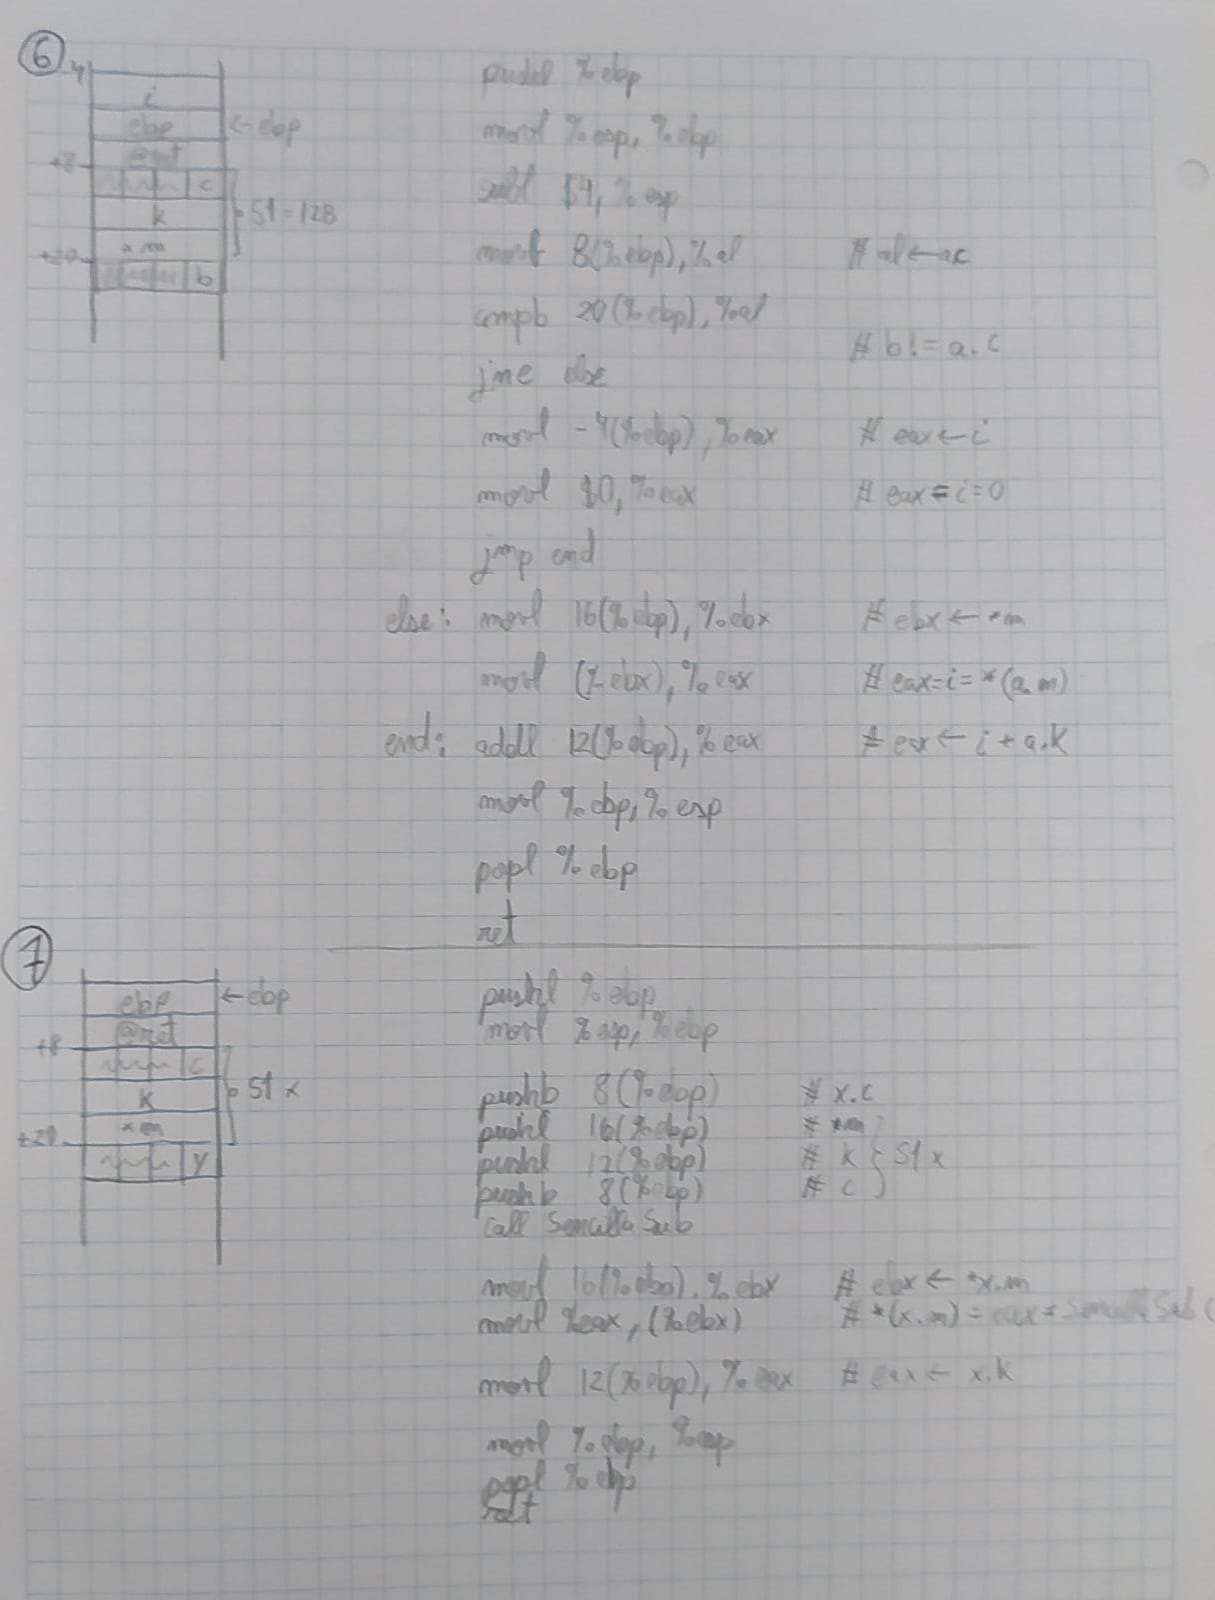 6
-4
i
ebp ←ebp
+8 @ret
c
k } S1 = 12B
*m
+20
b
pushl %ebp
movl %esp, %ebp
subl $4, %esp
movb 8(%ebp), %al # al←a.c
cmpb 20(%ebp), %al
# b!= a.c
jne else
movl -4(%ebp), %eax # eax←i
movl $0, %eax # eax=i=0
jmp end
else: movl 16(%ebp), %ebx # ebx ← *m
movl (%ebx), %eax # eax=i=*(a.m)
end: addl 12(%ebp), %eax # eax ← i + a.k
movl %ebp, %esp
popl %ebp
ret
7
ebp ←ebp
@ret
+8
c
k } S1 x
*m
+20
y
pushl %ebp
movl %esp, %ebp
pushb 8(%ebp) # x.c
pushl 16(%ebp) # *m
pushl 12(%ebp) # k } S1 x
pushb 8(%ebp) # c
call SencillaSub
movl 16(%ebp), %ebx # ebx ← *x.m
movl %eax, (%ebx) # *(x.m) = eax = SencillaSub(
movl 12(%ebp), %eax # eax ← x.k
movl %ebp, %esp
popl %ebp
ret